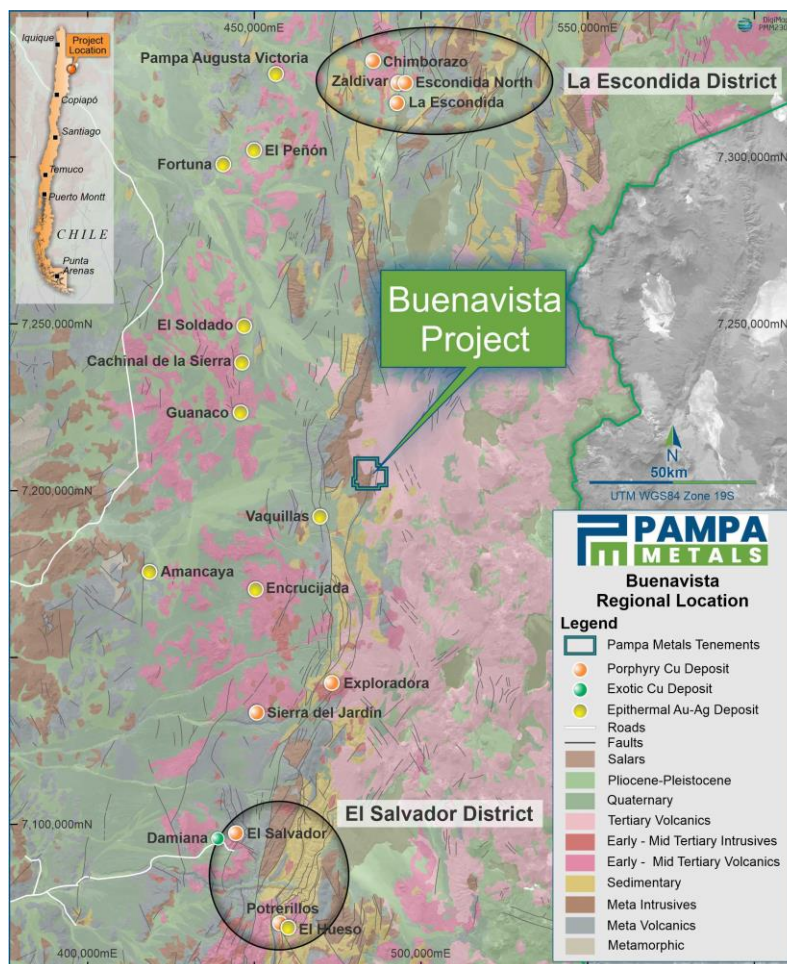 450,000mE
550,000mE
DigiMap
Iquique
Project
Location
Copiapó
Santiago
Temuco
Puerto Montt
CHILE
Punta
Arenas
Pampa Augusta Victoria
Chimborazo
Zaldivar
Escondida North
La Escondida
La Escondida District
El Peñón
Fortuna
7,300,000mN
Buenavista
Project
7,250,000mN
7,250,000mN
El Soldado
Cachinal de la Sierra
Guanaco
N
50km
UTM WGS84 Zone 19S
7,200,000mN
Vaquillas
Amancaya
Encrucijada
Exploradora
Sierra del Jardín
El Salvador District
7,100,000mN
Damiana
El Salvador
Potrerillos
El Hueso
400,000mE
500,000mE
PAMPA
METALS
Buenavista
Regional Location
Legend
Pampa Metals Tenements
Porphyry Cu Deposit
Exotic Cu Deposit
Epithermal Au-Ag Deposit
Roads
Faults
Salars
Pliocene-Pleistocene
Quaternary
Tertiary Volcanics
Early - Mid Tertiary Intrusives
Early - Mid Tertiary Volcanics
Sedimentary
Meta Intrusives
Meta Volcanics
Metamorphic